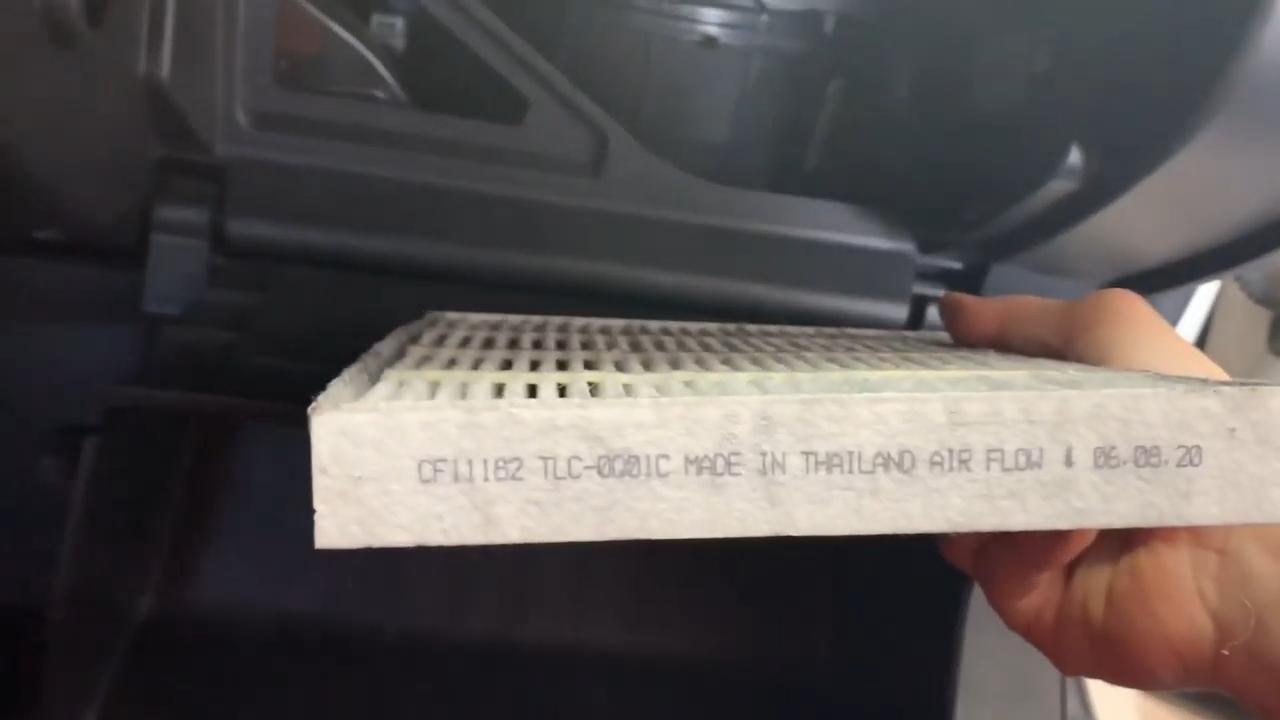 CF11182 TLC-0001C MADE IN THAILAND AIR FLOW ⬇ 06.08.20